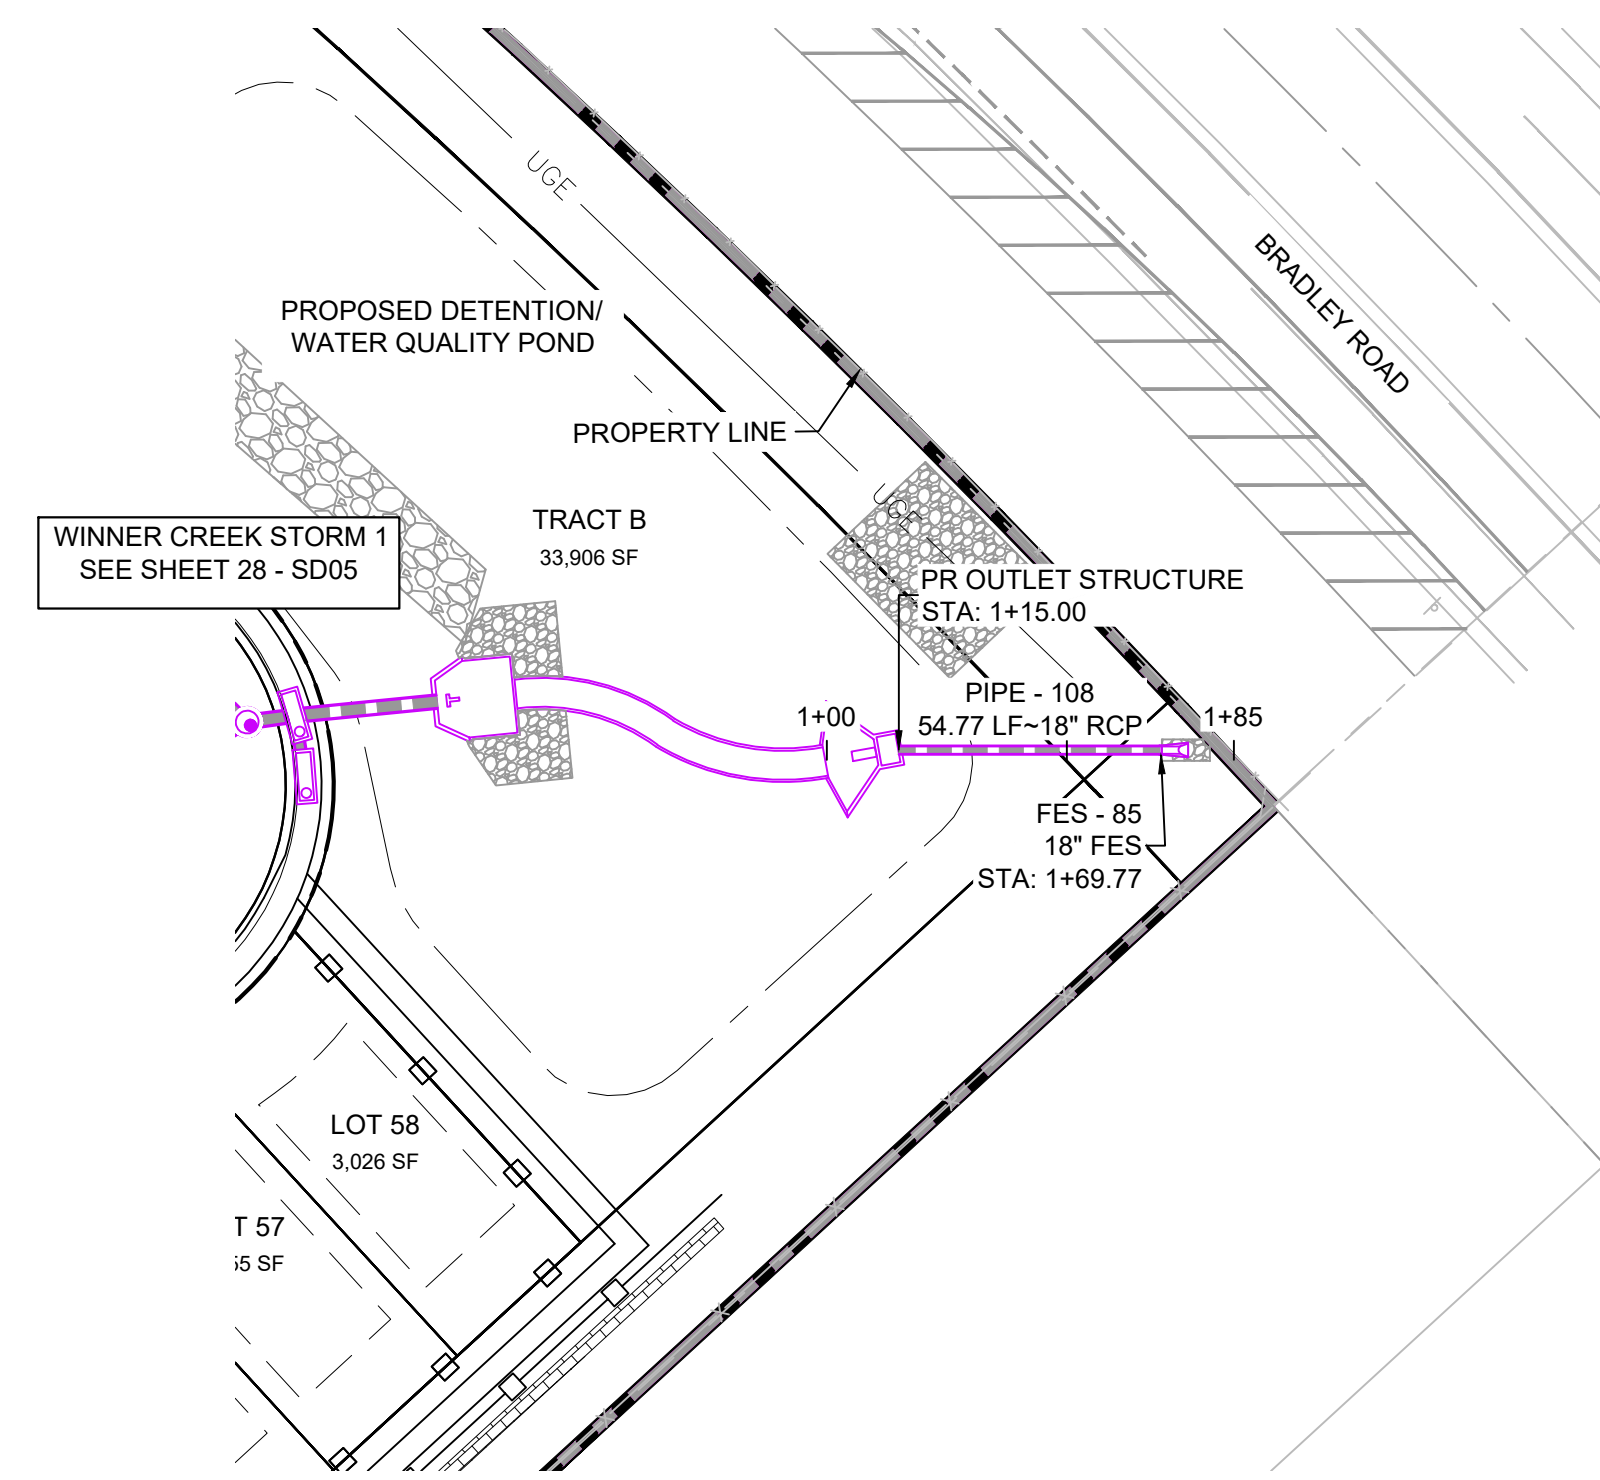 UGE
BRADLEY ROAD
PROPOSED DETENTION/
WATER QUALITY POND
PROPERTY LINE
UGE
TRACT B
33,906 SF
WINNER CREEK STORM 1
SEE SHEET 28 - SD05
PR OUTLET STRUCTURE
STA: 1+15.00
PIPE - 108
54.77 LF~18" RCP
1+00
1+85
FES - 85
18" FES
STA: 1+69.77
LOT 58
3,026 SF
T 57
55 SF